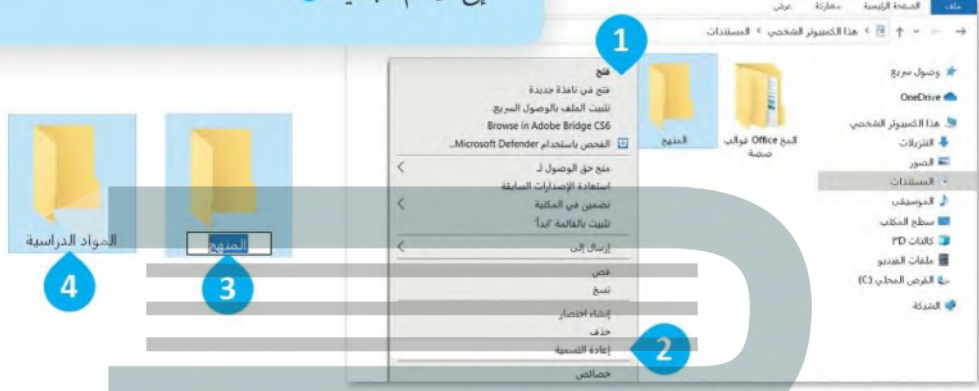 ملف الصفحة الرئيسية مشاركة عرض
هذا الكمبيوتر الشخصي > المستندات
وصول سريع
OneDrive
هذا الكمبيوتر الشخصي
التنزيلات
الصور
المستندات
الموسيقى
سطح المكتب
كائنات ٣D
ملفات الفيديو
القرص المحلي (C:)
الشبكة
قوالب Office
المنهج
1
فتح
فتح في نافذة جديدة
تثبيت الملف بالوصول السريع
Browse in Adobe Bridge CS6
الفحص باستخدام Microsoft Defender...
منح حق الوصول لـ
استعادة الإصدارات السابقة
تضمين في المكتبة
تثبيت بالقائمة "ابدأ"
إرسال إلى
قص
نسخ
إنشاء اختصار
حذف
إعادة التسمية
2
خصائص
المنهج
3
المواد الدراسية
4